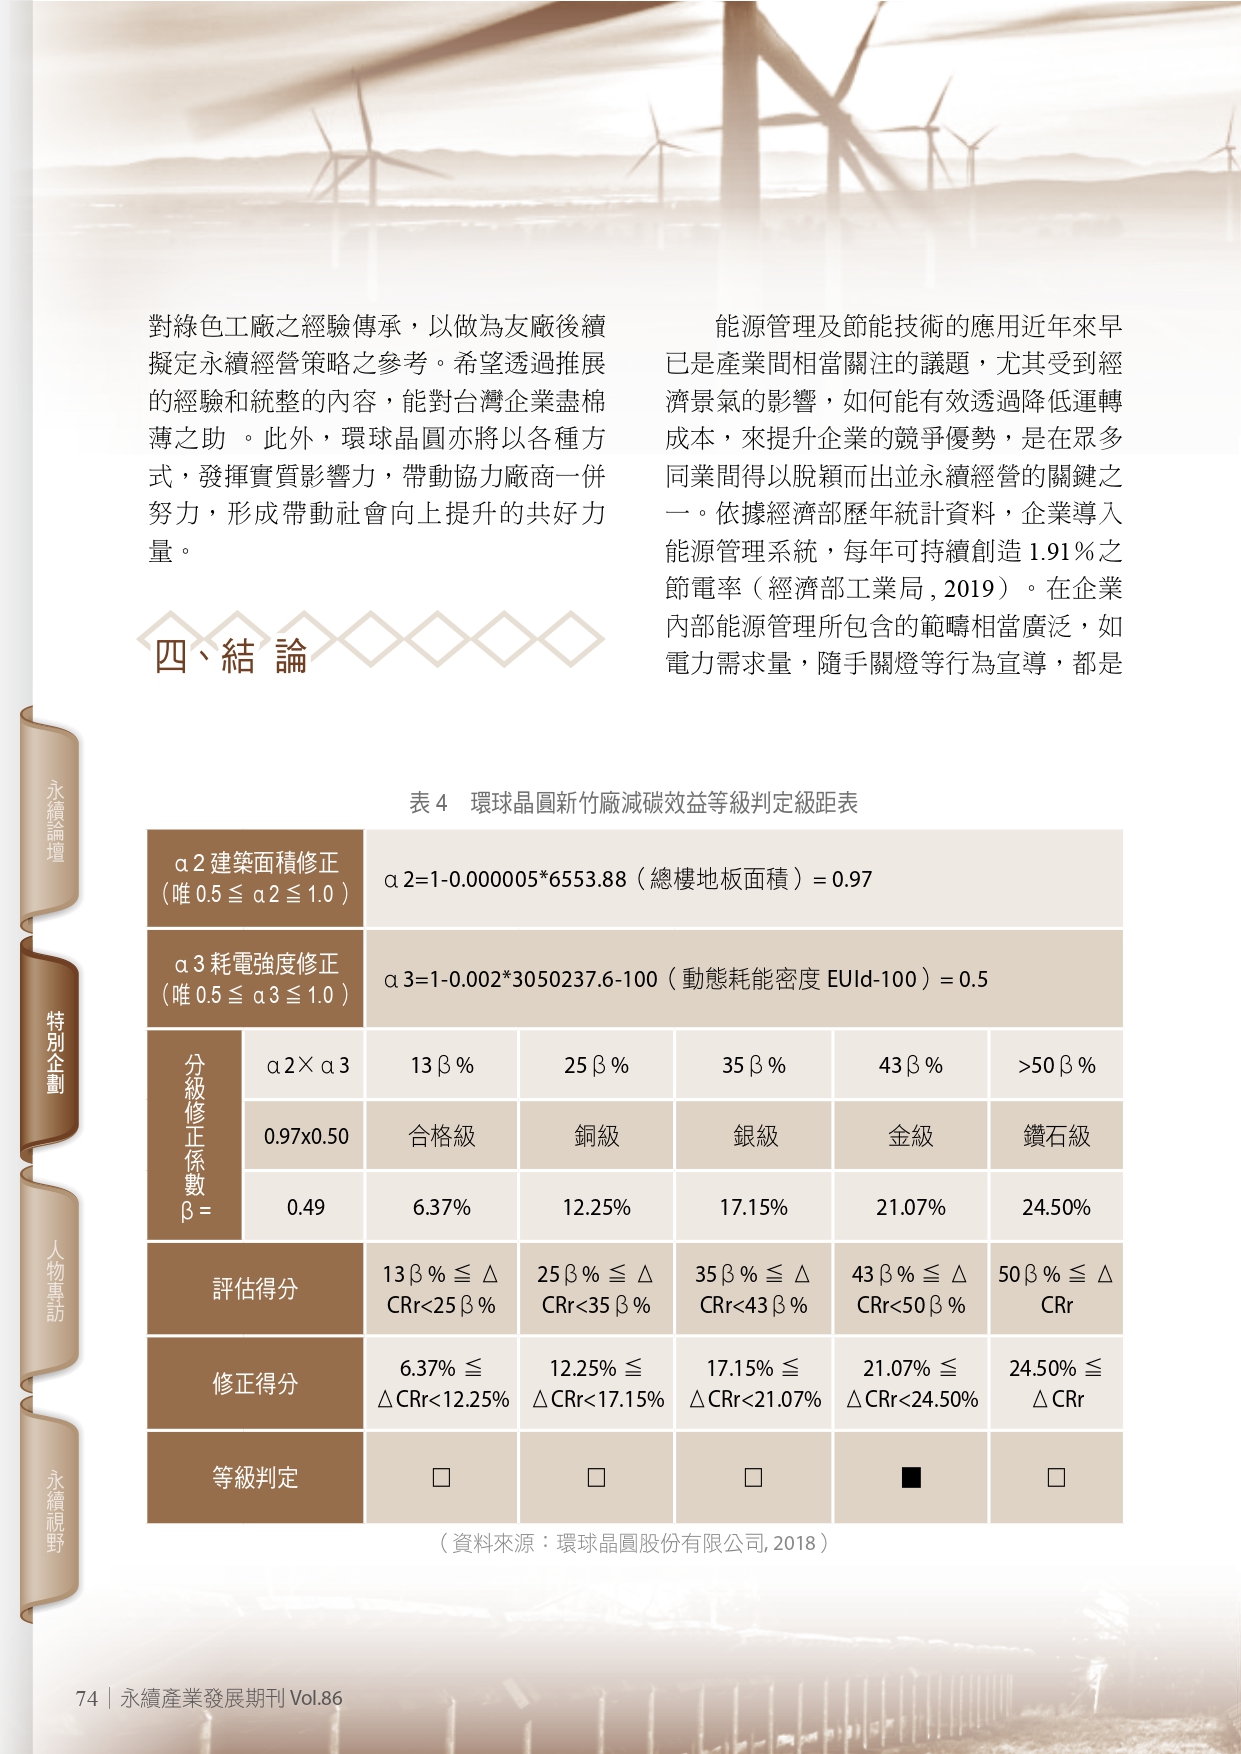 對綠色工廠之經驗傳承，以做為友廠後續
擬定永續經營策略之參考。希望透過推展
的經驗和統整的內容，能對台灣企業盡棉
薄之助 。此外，環球晶圓亦將以各種方
式，發揮實質影響力，帶動協力廠商一併
努力，形成帶動社會向上提升的共好力
量。
四、結 論
能源管理及節能技術的應用近年來早
已是產業間相當關注的議題，尤其受到經
濟景氣的影響，如何能有效透過降低運轉
成本，來提升企業的競爭優勢，是在眾多
同業間得以脫穎而出並永續經營的關鍵之
一。依據經濟部歷年統計資料，企業導入
能源管理系統，每年可持續創造 1.91%之
節電率（經濟部工業局 , 2019）。在企業
內部能源管理所包含的範疇相當廣泛，如
電力需求量，隨手關燈等行為宣導，都是
表 4　環球晶圓新竹廠減碳效益等級判定級距表
α2 建築面積修正
（唯 0.5 ≦ α2 ≦ 1.0 ）
α2=1-0.000005*6553.88（總樓地板面積）= 0.97
α3 耗電強度修正
（唯 0.5 ≦ α3 ≦ 1.0 ）
α3=1-0.002*3050237.6-100（動態耗能密度 EUId-100）= 0.5
分級修正係數
β =
α2× α3
13β%
25β%
35β%
43β%
>50β%
0.97x0.50
合格級
銅級
銀級
金級
鑽石級
0.49
6.37%
12.25%
17.15%
21.07%
24.50%
評估得分
13β% ≦ △
CRr<25β%
25β% ≦ △
CRr<35β%
35β% ≦ △
CRr<43β%
43β% ≦ △
CRr<50β%
50β% ≦ △
CRr
修正得分
6.37% ≦
△CRr<12.25%
12.25% ≦
△CRr<17.15%
17.15% ≦
△CRr<21.07%
21.07% ≦
△CRr<24.50%
24.50% ≦
△CRr
等級判定
□
□
□
■
□
（資料來源：環球晶圓股份有限公司, 2018）
永續論壇
特別企劃
人物專訪
永續視野
74｜永續產業發展期刊 Vol.86